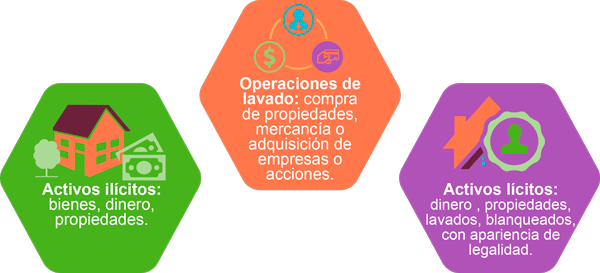 Activos ilícitos:
bienes, dinero,
propiedades.
Operaciones de
lavado: compra
de propiedades,
mercancía o
adquisición de
empresas o
acciones.
Activos lícitos:
dinero , propiedades,
lavados, blanqueados,
con apariencia de
legalidad.